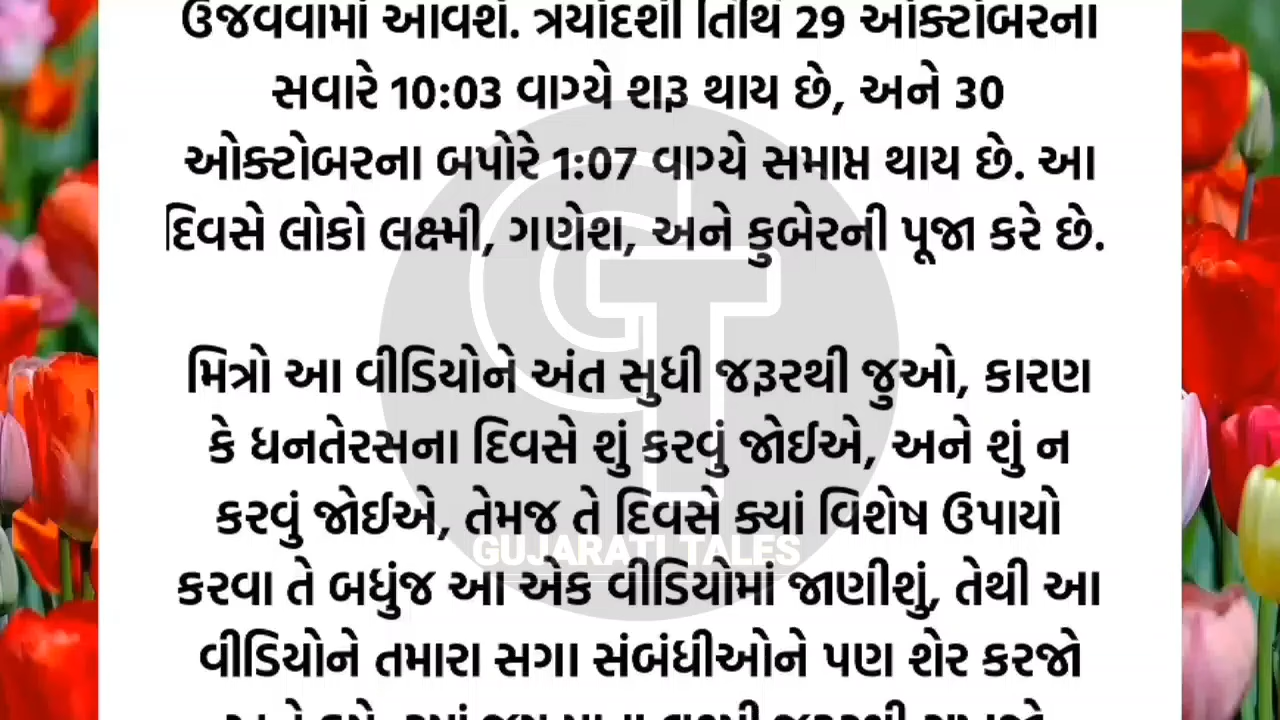 ઉજવવામાં આવશે. ત્રયોદશી તિથિ 29 ઓક્ટોબરના
સવારે 10:03 વાગ્યે શરૂ થાય છે, અને 30
ઓક્ટોબરના બપોરે 1:07 વાગ્યે સમાપ્ત થાય છે. આ
દિવસે લોકો લક્ષ્મી, ગણેશ, અને કુબેરની પૂજા કરે છે.
મિત્રો આ વીડિયોને અંત સુધી જરૂરથી જુઓ, કારણ
કે ધનતેરસના દિવસે શું કરવું જોઈએ, અને શું ન
કરવું જોઈએ, તેમજ તે દિવસે ક્યાં વિશેષ ઉપાયો
GUJARATI TALES
કરવા તે બધુંજ આ એક વીડિયોમાં જાણીશું, તેથી આ
વીડિયોને તમારા સગા સંબંધીઓને પણ શેર કરજો